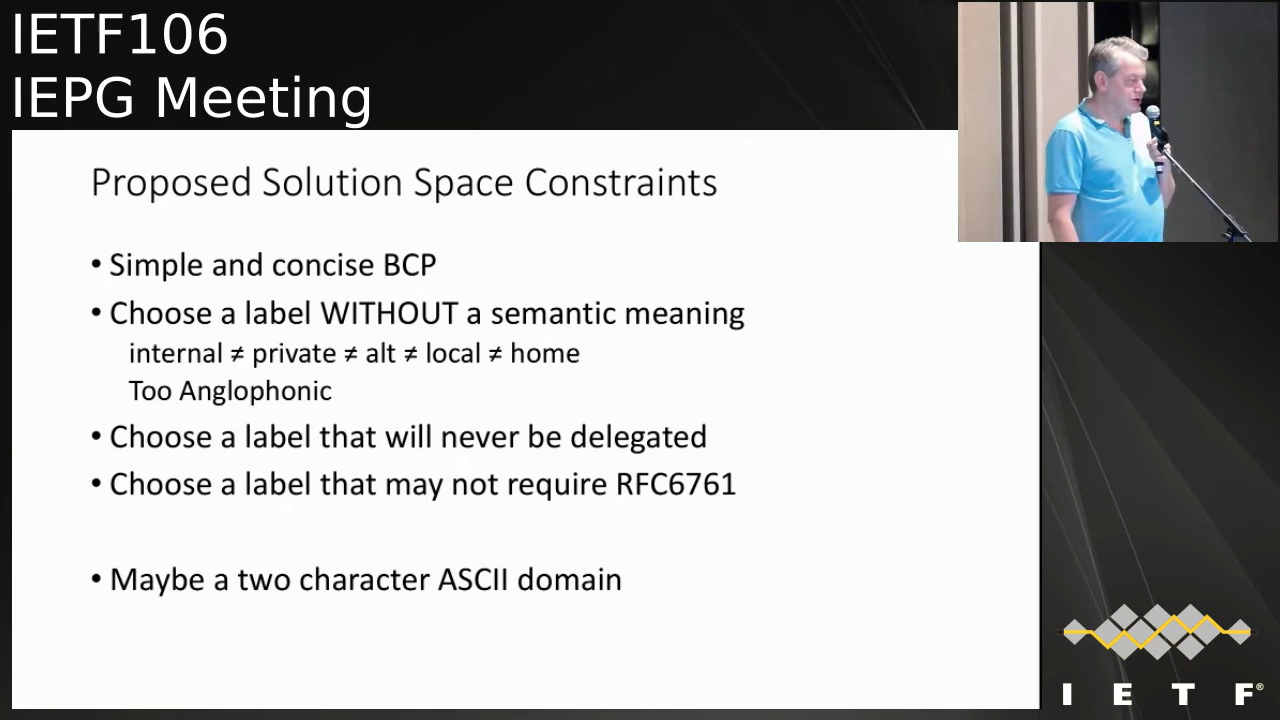 IETF106
IEPG Meeting
Proposed Solution Space Constraints
• Simple and concise BCP
• Choose a label WITHOUT a semantic meaning
internal ≠ private ≠ alt ≠ local ≠ home
Too Anglophonic
• Choose a label that will never be delegated
• Choose a label that may not require RFC6761
• Maybe a two character ASCII domain
I E T F®